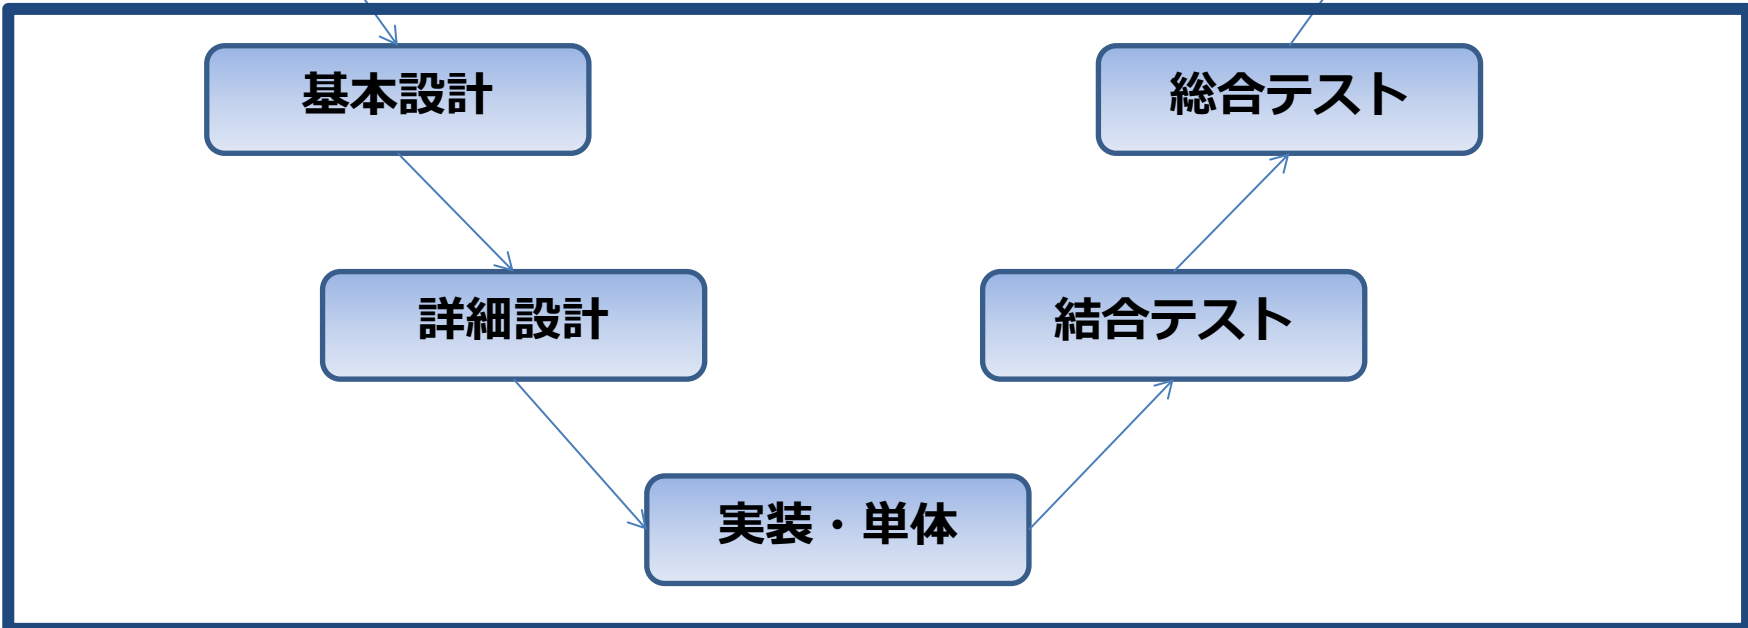 基本設計
総合テスト
詳細設計
結合テスト
実装・単体